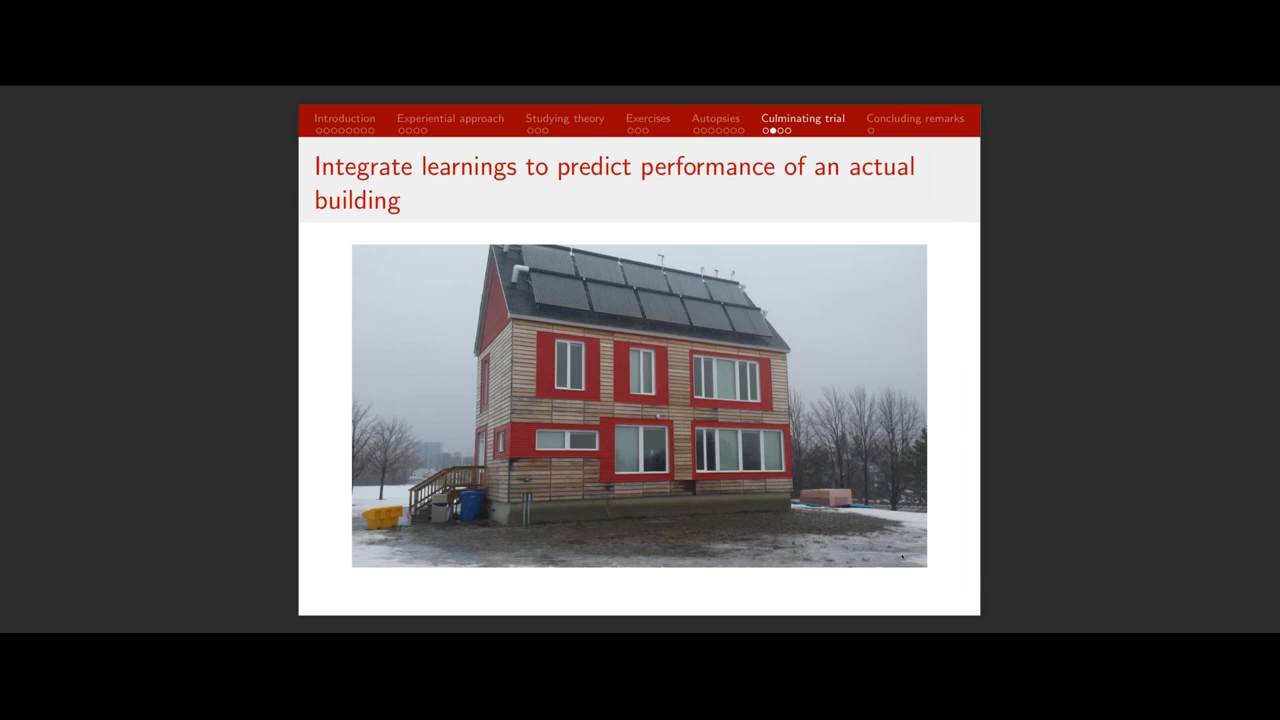 Introduction
Experiential approach
Studying theory
Exercises
Autopsies
Culminating trial
Concluding remarks
Integrate learnings to predict performance of an actual
building